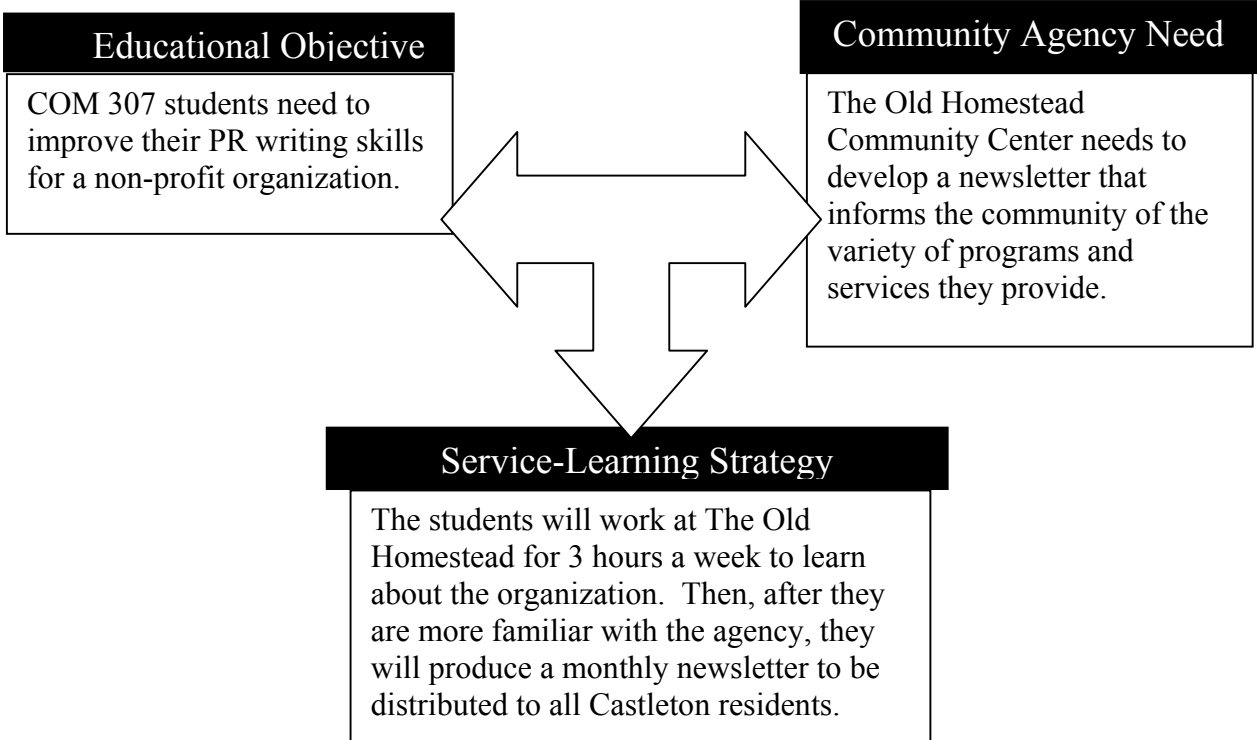 Educational Objective
COM 307 students need to
improve their PR writing skills
for a non-profit organization.
Community Agency Need
The Old Homestead
Community Center needs to
develop a newsletter that
informs the community of the
variety of programs and
services they provide.
Service-Learning Strategy
The students will work at The Old
Homestead for 3 hours a week to learn
about the organization.  Then, after they
are more familiar with the agency, they
will produce a monthly newsletter to be
distributed to all Castleton residents.